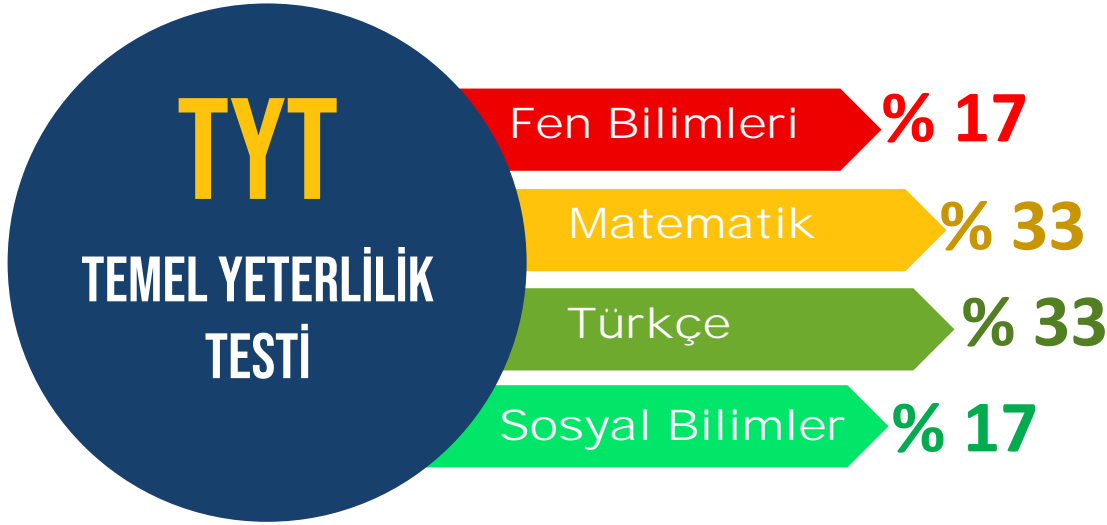 TYT
TEMEL YETERLİLİK
TESTİ
Fen Bilimleri % 17
Matematik % 33
Türkçe % 33
Sosyal Bilimler % 17